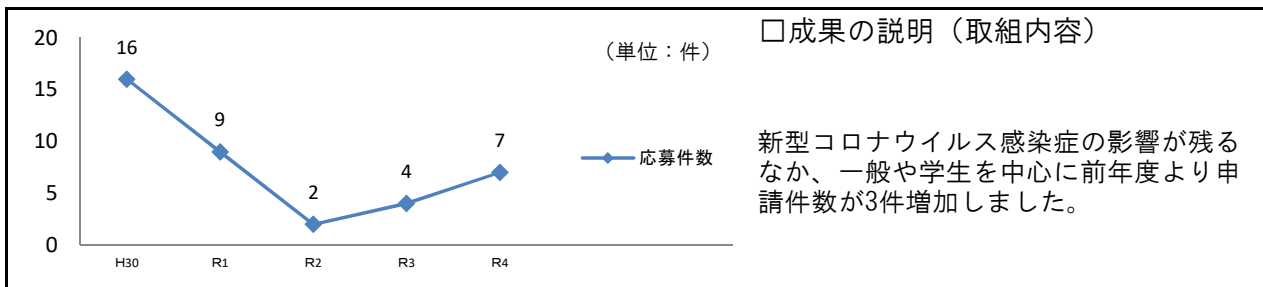 20
15
10
5
0
16
9
2
4
7
H30
R1
R2
R3
R4
（単位：件）
応募件数
□成果の説明（取組内容）
新型コロナウイルス感染症の影響が残る
なか、一般や学生を中心に前年度より申
請件数が3件増加しました。